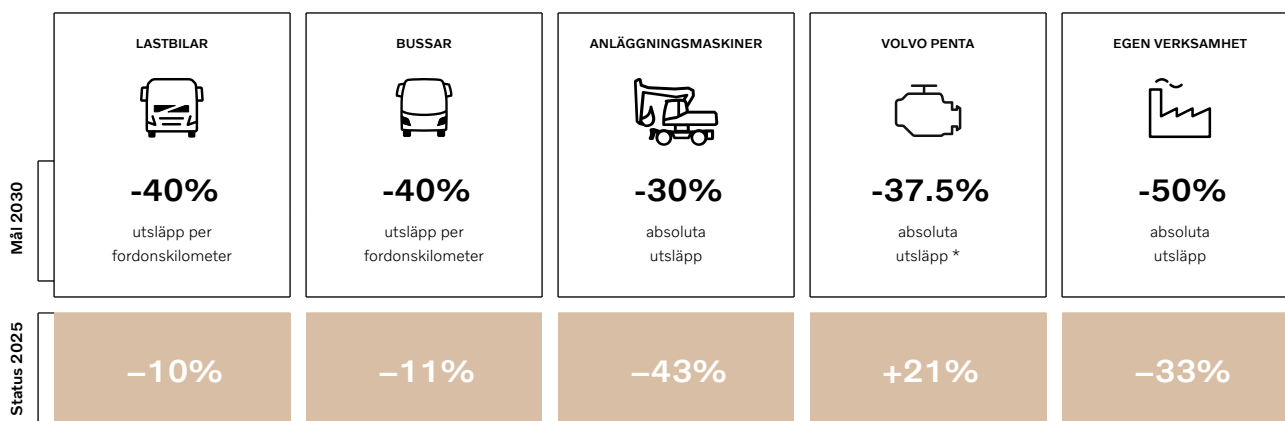 LASTBILAR
BUSSAR
ANLÄGGNINGSMASKINER
VOLVO PENTA
EGEN VERKSAMHET
Mål 2030
-40%
-40%
-30%
-37.5%
-50%
utsläpp per
fordonskilometer
utsläpp per
fordonskilometer
absoluta
utsläpp
absoluta
utsläpp *
absoluta
utsläpp
Status 2025
–10%
–11%
–43%
+21%
–33%